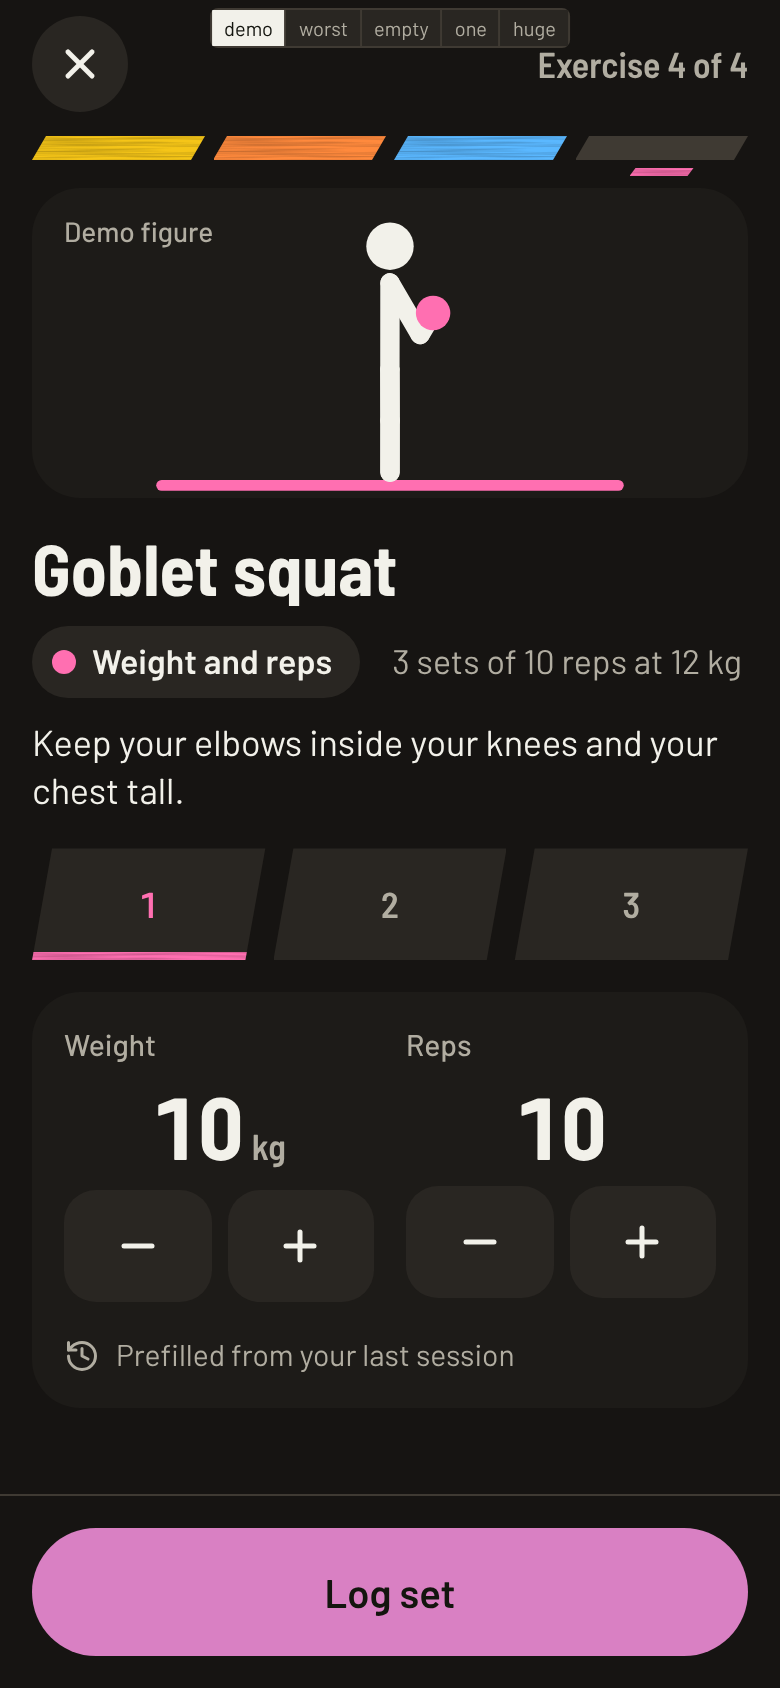 demo worst empty one huge
Exercise 4 of 4
Demo figure
Goblet squat
Weight and reps 3 sets of 10 reps at 12 kg
Keep your elbows inside your knees and your
chest tall.
1 2 3
Weight Reps
10 kg 10
Prefilled from your last session
Log set